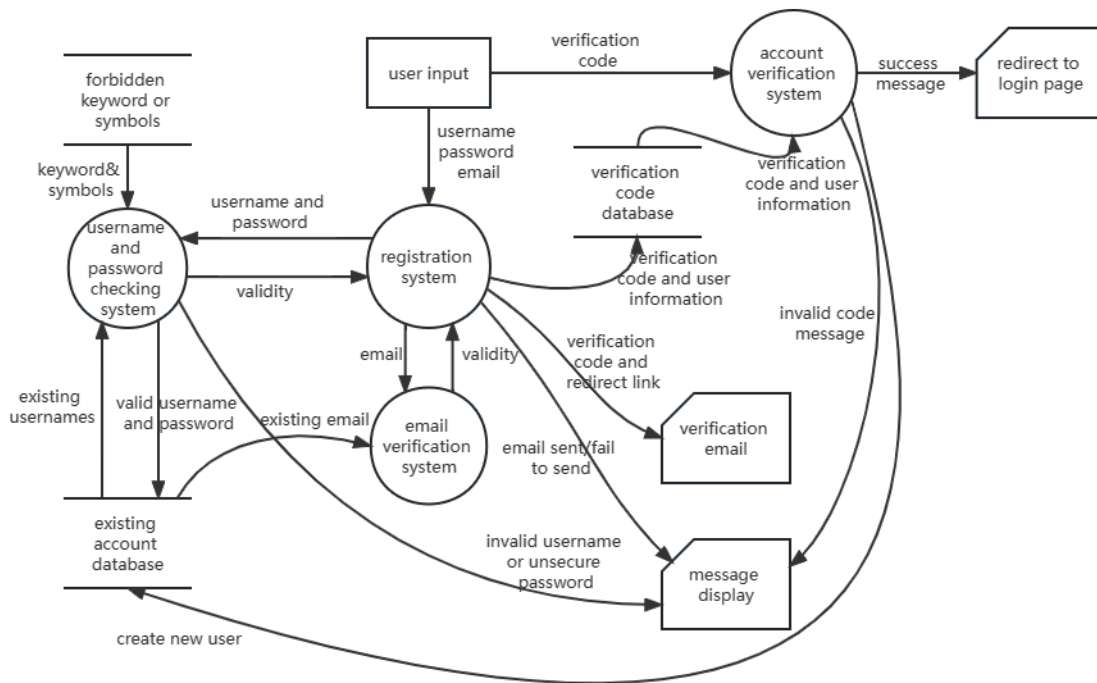 forbidden
keyword or
symbols
user input
verification
code
account
verification
system
success
message
redirect to
login page
keyword&
symbols
username
password
email
verification
code
database
verification
code and user
information
username and
password
username
and
password
checking
system
registration
system
validity
verification
code and user
information
invalid code
message
email
validity
verification
code and
redirect link
existing
usernames
valid username
and password
existing email
email
verification
system
email sent/fail
to send
verification
email
existing
account
database
invalid username
or unsecure
password
message
display
create new user